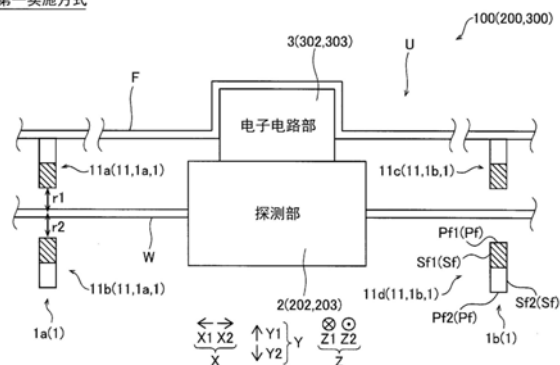 第一实施方式
100(200,300)
3(302,303)
U
F
电子电路部
11a(11,1a,1)
11c(11,1b,1)
r1
探测部
r2
Pf1(Pf)
Sf1(Sf)
W
11b(11,1a,1)
11d(11,1b,1)
Sf2(Sf)
2(202,203)
Pf2(Pf)
1a(1)
1b(1)
X1 X2
X
Y1
Y2
Y
Z1 Z2
Z